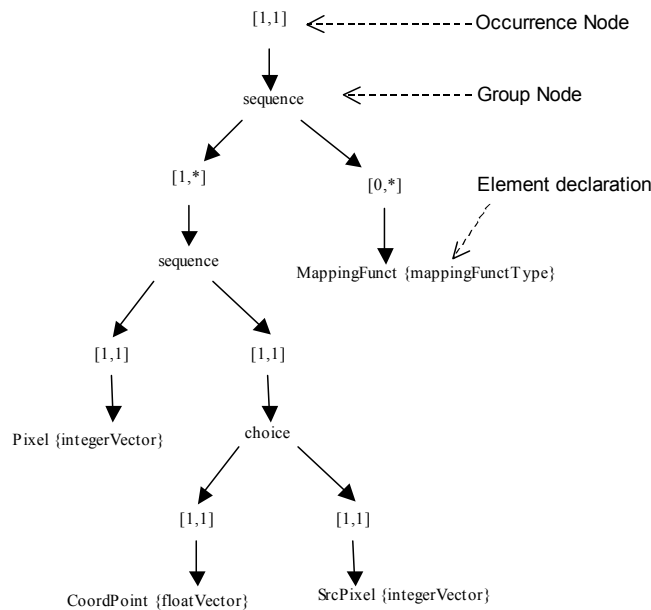 [1,1]
Occurrence Node
sequence
Group Node
[1,*]
[0,*]
Element declaration
sequence
MappingFunct {mappingFunctType}
[1,1]
[1,1]
Pixel {integerVector}
choice
[1,1]
[1,1]
CoordPoint {floatVector}
SrcPixel {integerVector}